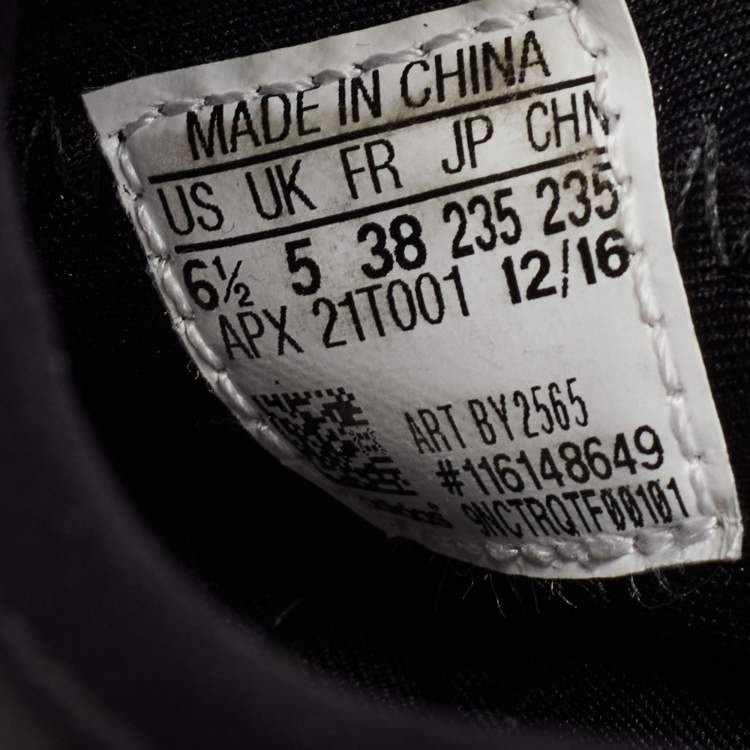 MADE IN CHINA
US UK FR JP CHN
6½ 5 38 235 235
APX 21T001 12/16
ART BY2565
#116148649
adidas 9NCTRQTF00101